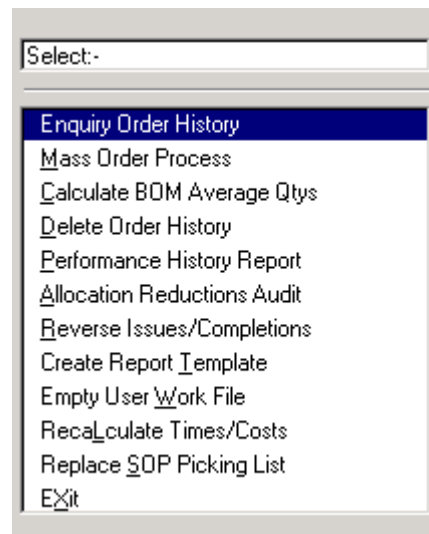 Select:-
Enquiry Order History
Mass Order Process
Calculate BOM Average Qtys
Delete Order History
Performance History Report
Allocation Reductions Audit
Reverse Issues/Completions
Create Report Template
Empty User Work File
RecaLculate Times/Costs
Replace SOP Picking List
EXit